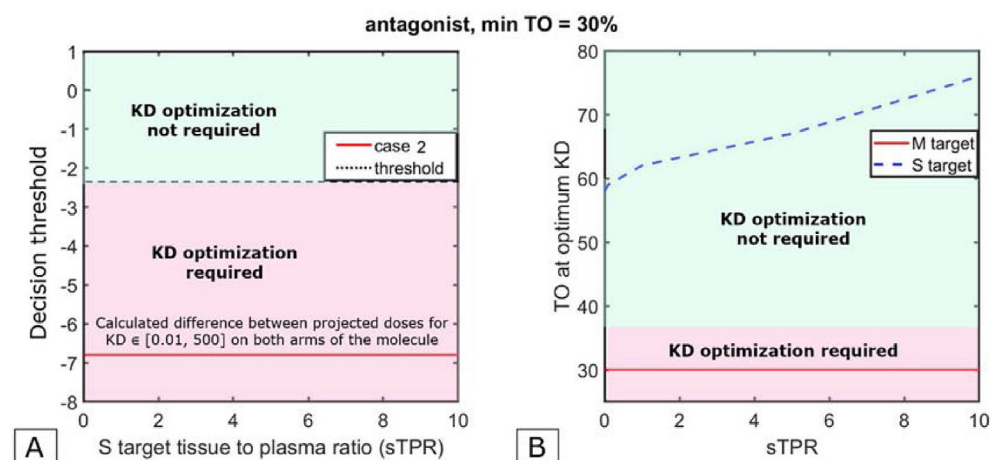 antagonist, min TO = 30%
1
0
-1
-2
-3
-4
-5
-6
-7
-8
Decision threshold
KD optimization
not required
case 2
threshold
KD optimization
required
Calculated difference between projected doses for
KD ∈ [0.01, 500] on both arms of the molecule
0 2 4 6 8 10
A
S target tissue to plasma ratio (sTPR)
80
70
60
50
40
30
TO at optimum KD
M target
S target
KD optimization
not required
KD optimization required
0 2 4 6 8 10
B
sTPR